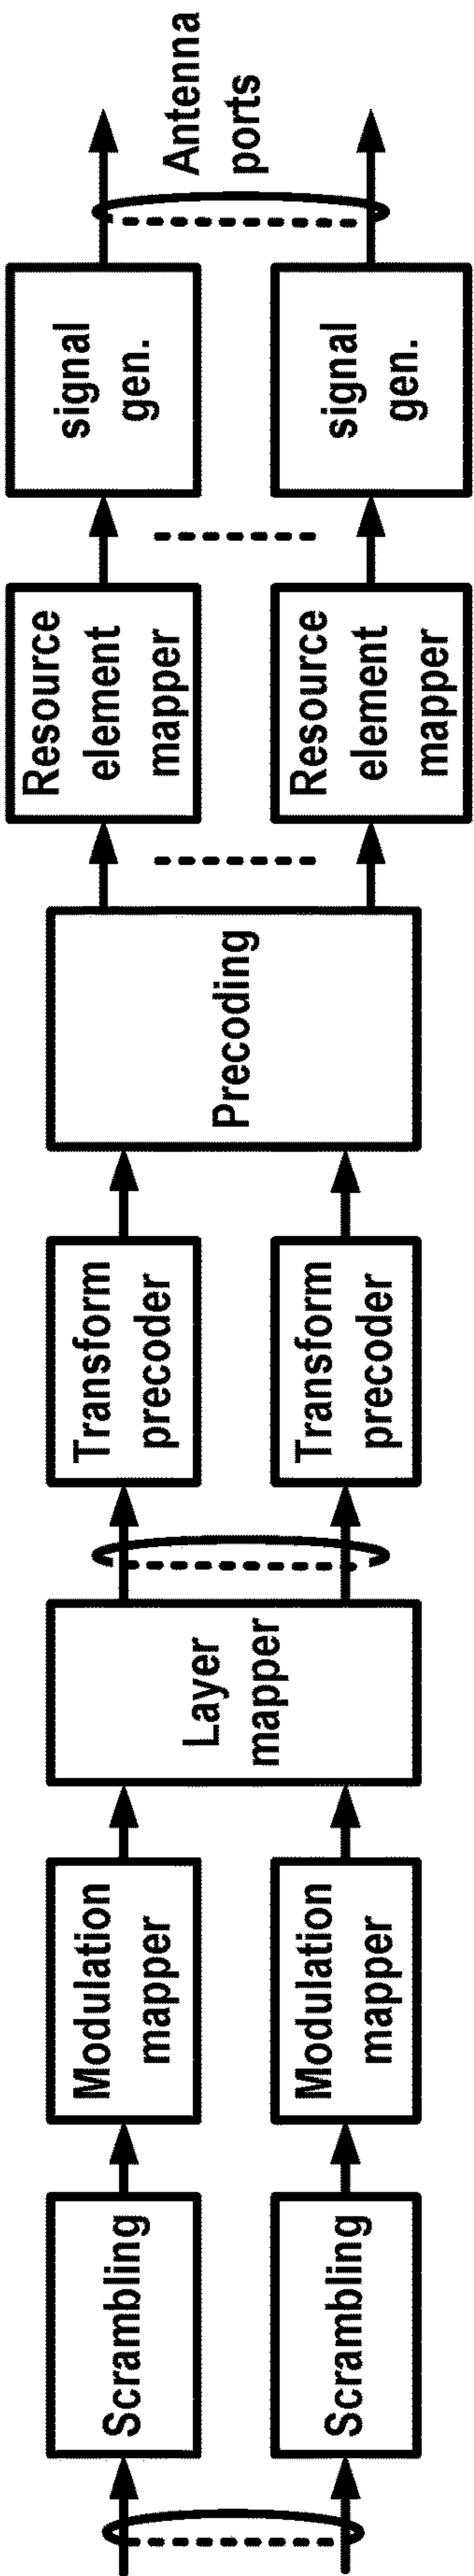 Scrambling
Modulation
mapper
Layer
mapper
Transform
precoder
Precoding
Resource
element
mapper
signal
gen.
Antenna
ports
Scrambling
Modulation
mapper
Transform
precoder
Resource
element
mapper
signal
gen.